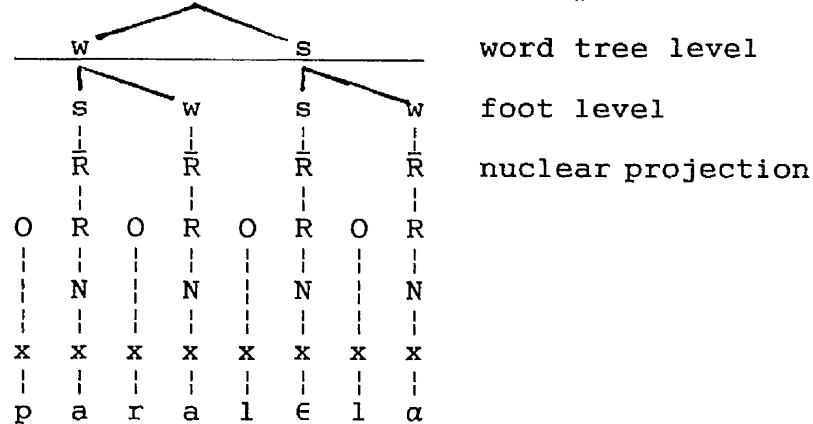 w s word tree level
s w s w foot level
R̄ R̄ R̄ R̄ nuclear projection
O R O R O R O R
N N N N
x x x x x x x x
p a r a l ϵ l ɑ